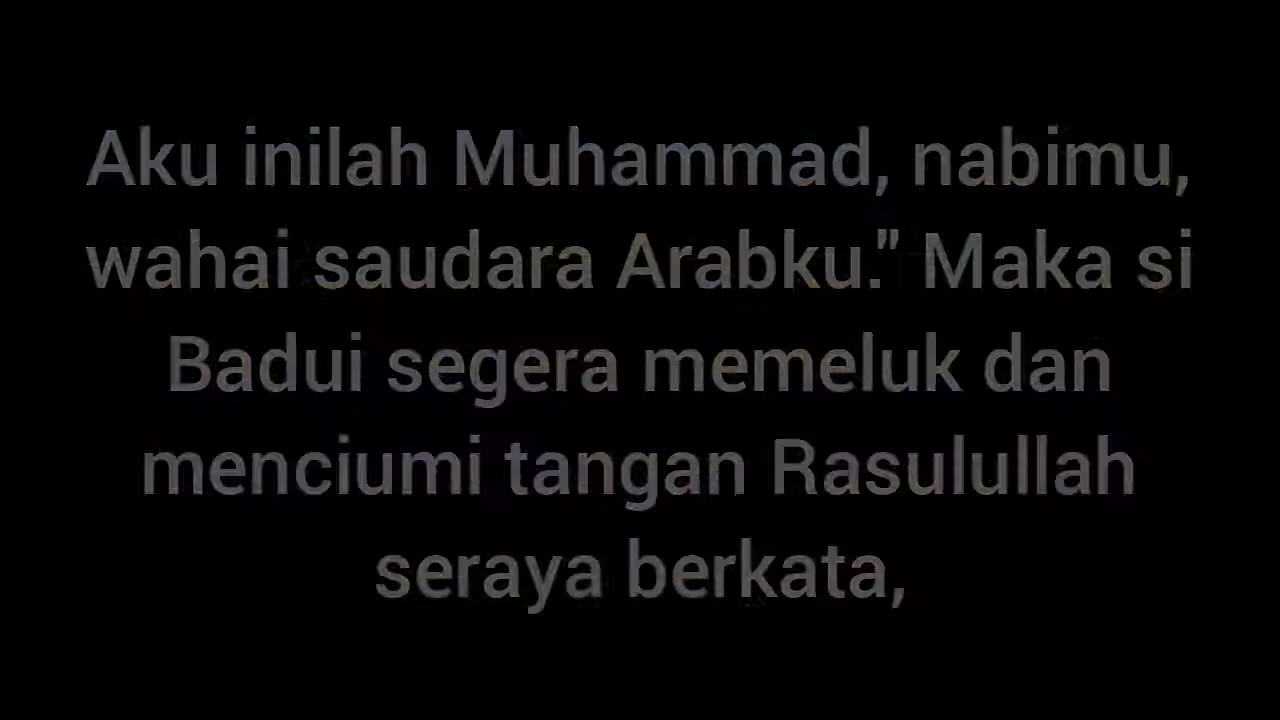 Aku inilah Muhammad, nabimu,
wahai saudara Arabku." Maka si
Badui segera memeluk dan
menciumi tangan Rasulullah
seraya berkata,